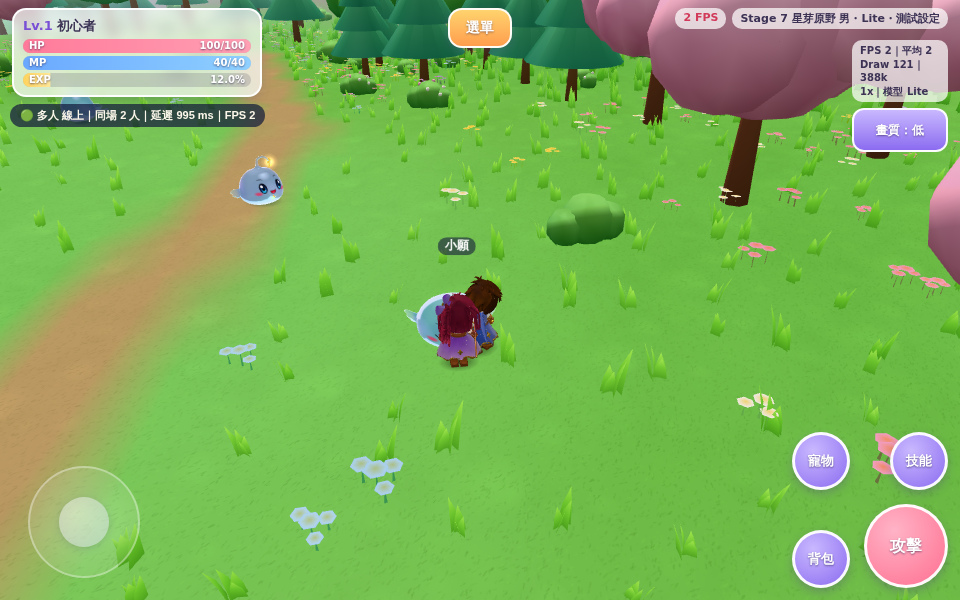 Lv.1 初心者
HP 100/100
MP 40/40
EXP 12.0%
多人 線上｜同場 2 人｜延遲 995 ms｜FPS 2
選單
2 FPS
Stage 7 星芽原野 男・Lite・測試設定
FPS 2｜平均 2
Draw 121｜
388k
1x｜模型 Lite
畫質：低
小願
寵物
技能
攻擊
背包